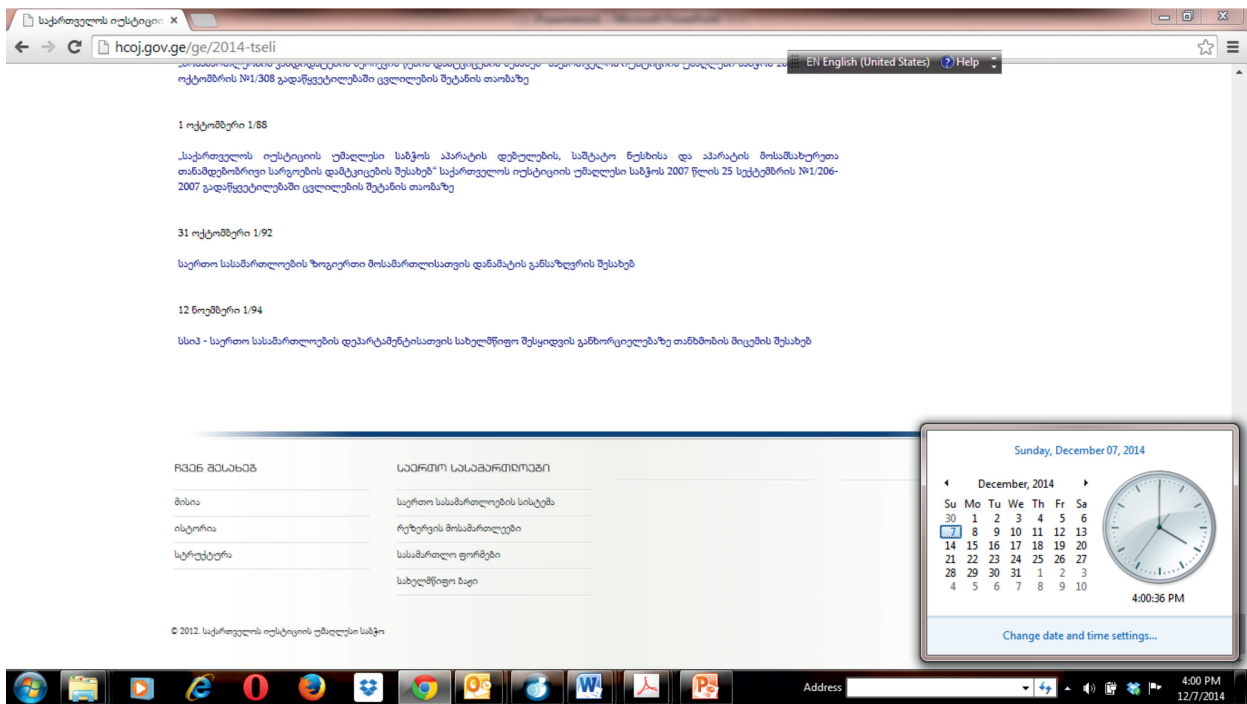 საქართველოს იუსტიციი
Presentation1 - Microsoft PowerPoint
hcoj.gov.ge/ge/2014-tseli
EN English (United States) Help
ოქტომბრის №1/308 გადაწყვეტილებაში ცვლილების შეტანის თაობაზე
1 ოქტომბერი 1/88
„საქართველოს იუსტიციის უმაღლესი საბჭოს აპარატის დებულების, საშტატო ნუსხისა და აპარატის მოსამსახურეთა
თანამდებობრივი სარგოების დამტკიცების შესახებ“ საქართველოს იუსტიციის უმაღლესი საბჭოს 2007 წლის 25 სექტემბრის №1/206-
2007 გადაწყვეტილებაში ცვლილების შეტანის თაობაზე
31 ოქტომბერი 1/92
საერთო სასამართლოების ზოგიერთი მოსამართლისათვის დანამატის განსაზღვრის შესახებ
12 ნოემბერი 1/94
სსიპ - საერთო სასამართლოების დეპარტამენტისათვის სახელმწიფო შესყიდვის განხორციელებაზე თანხმობის მიცემის შესახებ
ჩვენ შესახებ
მისია
ისტორია
სტრუქტურა
საერთო სასამართლოები
საერთო სასამართლოების სისტემა
რეზერვის მოსამართლეები
სასამართლო ფორმები
სახელმწიფო ბაჟი
© 2012. საქართველოს იუსტიციის უმაღლესი საბჭო
Sunday, December 07, 2014
December, 2014
Su Mo Tu We Th Fr Sa
30 1 2 3 4 5 6
7 8 9 10 11 12 13
14 15 16 17 18 19 20
21 22 23 24 25 26 27
28 29 30 31 1 2 3
4 5 6 7 8 9 10
4:00:36 PM
Change date and time settings...
Address
4:00 PM
12/7/2014